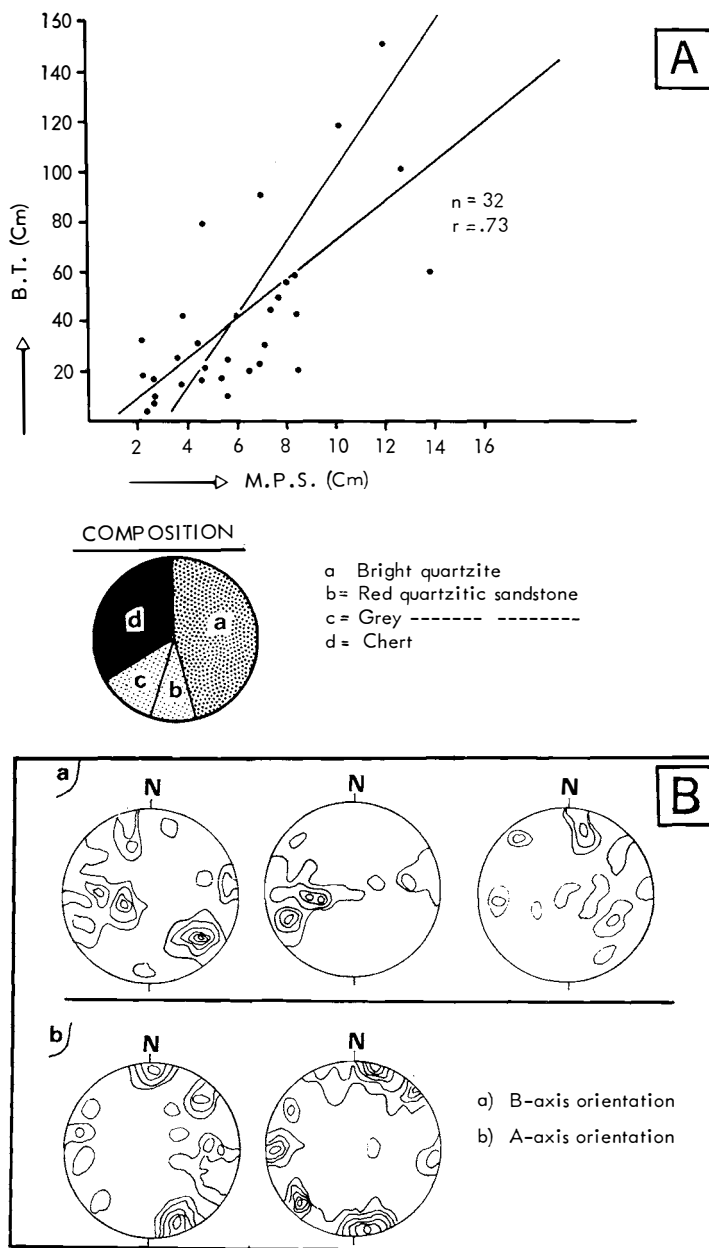 A
160
140
120
100
80
60
40
20
B.T. (Cm)
n = 32
r = .73
2 4 6 8 10 12 14 16
M.P.S. (Cm)
COMPOSITION
a
b
c
d
a Bright quartzite
b= Red quartzitic sandstone
c= Grey ------- -------
d= Chert
B
a
N N N
b
N N
a) B-axis orientation
b) A-axis orientation